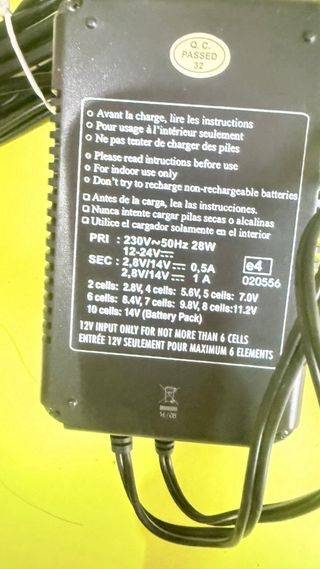 Q. C.
PASSED
32
Avant la charge, lire les instructions
Pour usage à l'intérieur seulement
Ne pas tenter de charger des piles
Please read intructions before use
For indoor use only
Don't try to recharge non-rechargeable batteries
Antes de la carga, lea las instrucciones.
Nunca intente cargar pilas secas o alcalinas
Utilice el cargador solamente en el interior
PRI : 230V~50Hz 28W
12-24V⎓
SEC : 2,8V/14V⎓ 0,5A
2,8V/14V⎓ 1 A
e4
020556
2 cells: 2.8V, 4 cells: 5.6V, 5 cells: 7.0V
6 cells: 8.4V, 7 cells: 9.8V, 8 cells:11.2V
10 cells: 14V (Battery Pack)
12V INPUT ONLY FOR NOT MORE THAN 6 CELLS
ENTRÉE 12V SEULEMENT POUR MAXIMUM 6 ELEMENTS